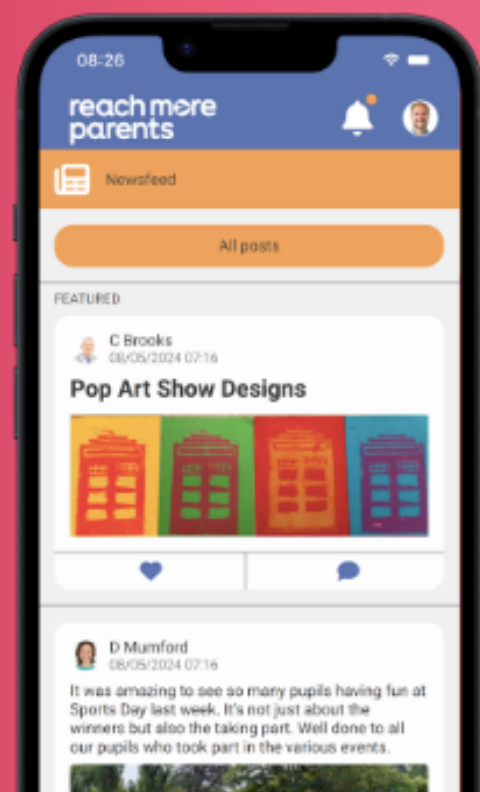 08:26
reach more
parents
Newsfeed
All posts
FEATURED
C Brooks
08/05/2024 07:16
Pop Art Show Designs
D Mumford
08/05/2024 07:16
It was amazing to see so many pupils having fun at
Sports Day last week. It's not just about the
winners but also the taking part. Well done to all
our pupils who took part in the various events.